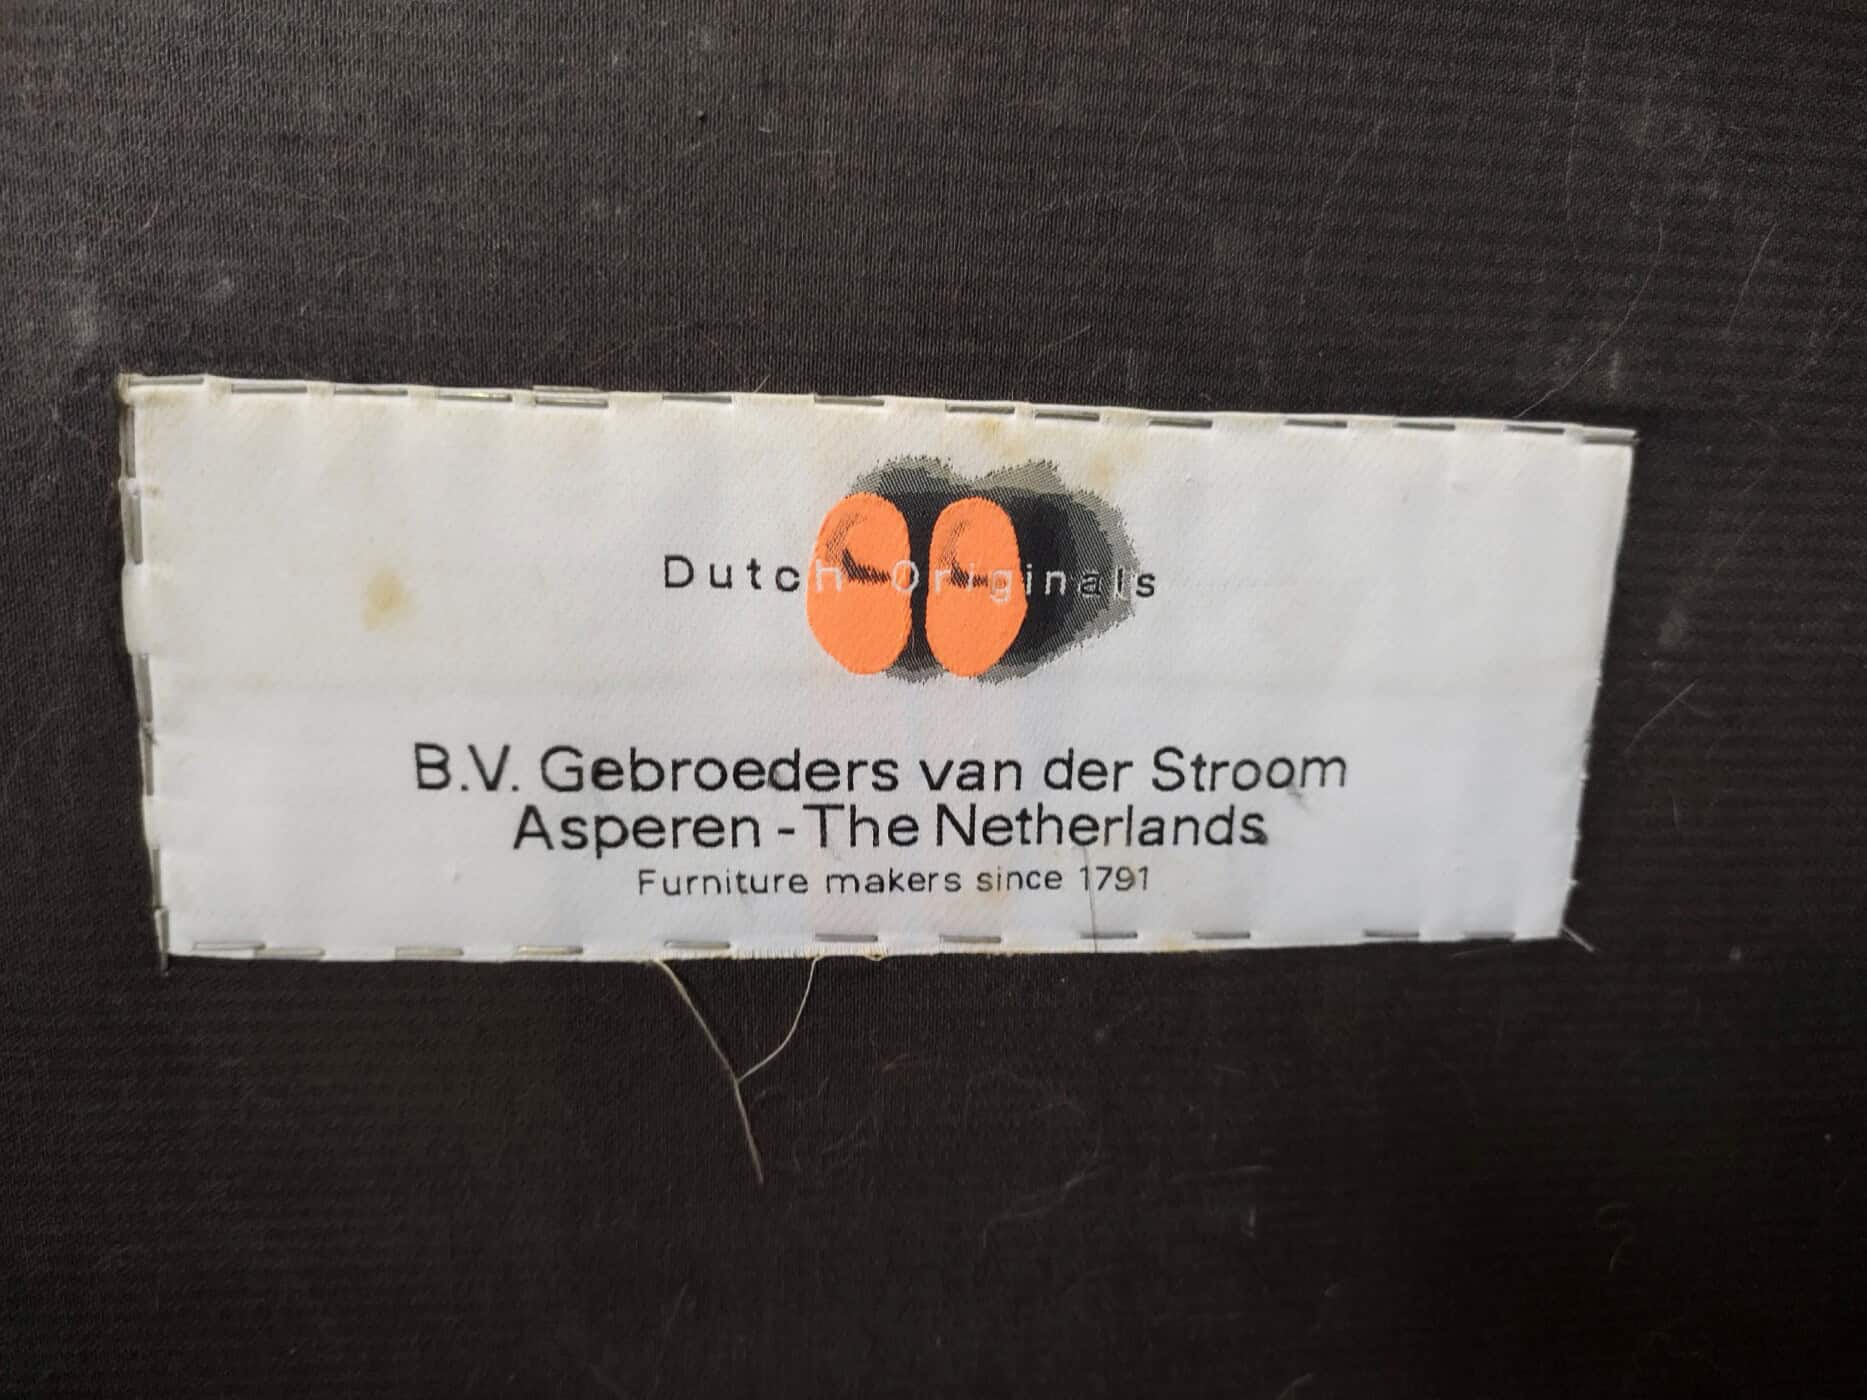 Dutch Originals
B.V. Gebroeders van der Stroom
Asperen - The Netherlands
Furniture makers since 1791